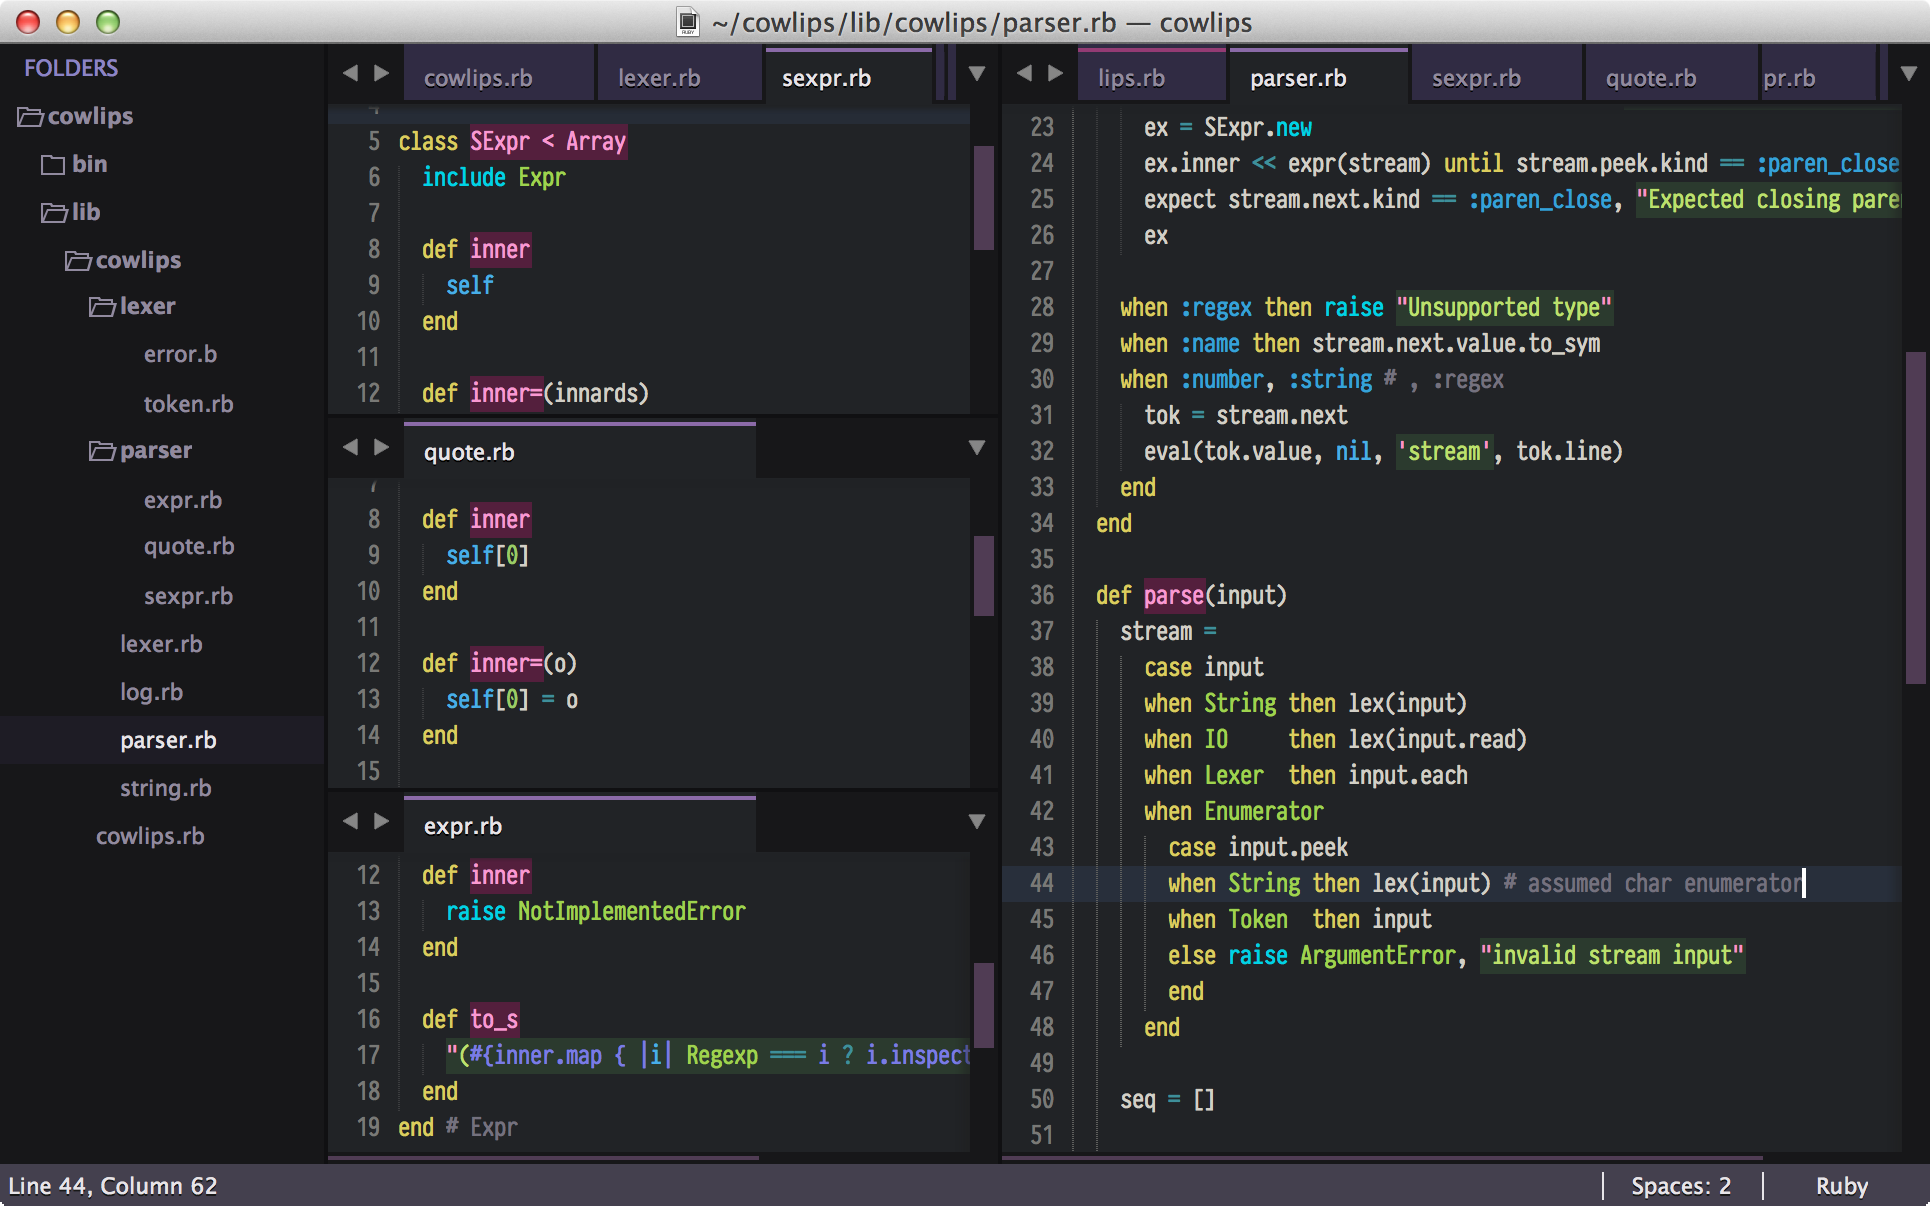 ~/cowlips/lib/cowlips/parser.rb — cowlips
FOLDERS
cowlips
bin
lib
cowlips
lexer
error.b
token.rb
parser
expr.rb
quote.rb
sexpr.rb
lexer.rb
log.rb
parser.rb
string.rb
cowlips.rb
cowlips.rb lexer.rb sexpr.rb
5 class SExpr < Array
6   include Expr
7
8   def inner
9     self
10   end
11
12   def inner=(innards)
quote.rb
8   def inner
9     self[0]
10   end
11
12   def inner=(o)
13     self[0] = o
14   end
15
expr.rb
12   def inner
13     raise NotImplementedError
14   end
15
16   def to_s
17     "(#{inner.map { |i| Regexp === i ? i.inspect
18   end
19 end # Expr
lips.rb parser.rb sexpr.rb quote.rb pr.rb
23       ex = SExpr.new
24       ex.inner << expr(stream) until stream.peek.kind == :paren_close
25       expect stream.next.kind == :paren_close, "Expected closing pare
26       ex
27
28     when :regex then raise "Unsupported type"
29     when :name then stream.next.value.to_sym
30     when :number, :string # , :regex
31       tok = stream.next
32       eval(tok.value, nil, 'stream', tok.line)
33     end
34   end
35
36   def parse(input)
37     stream =
38       case input
39       when String then lex(input)
40       when IO     then lex(input.read)
41       when Lexer  then input.each
42       when Enumerator
43         case input.peek
44         when String then lex(input) # assumed char enumerator
45         when Token  then input
46         else raise ArgumentError, "invalid stream input"
47         end
48       end
49
50     seq = []
51
Line 44, Column 62
Spaces: 2
Ruby